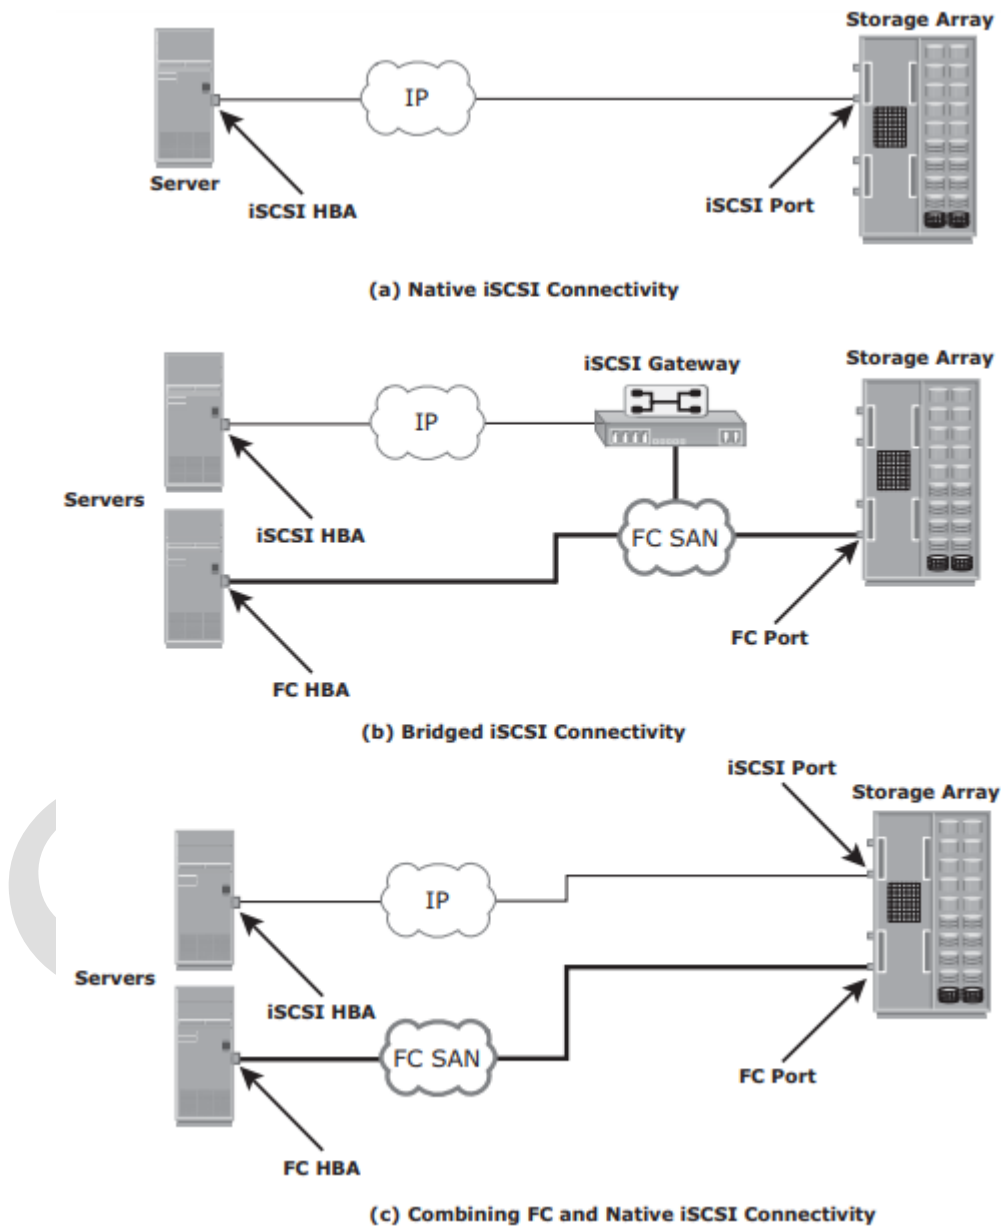 Storage Array
IP
Server
iSCSI HBA
iSCSI Port
(a) Native iSCSI Connectivity
iSCSI Gateway
Storage Array
IP
Servers
iSCSI HBA
FC SAN
FC Port
FC HBA
(b) Bridged iSCSI Connectivity
iSCSI Port
Storage Array
IP
Servers
iSCSI HBA
FC SAN
FC Port
FC HBA
(c) Combining FC and Native iSCSI Connectivity